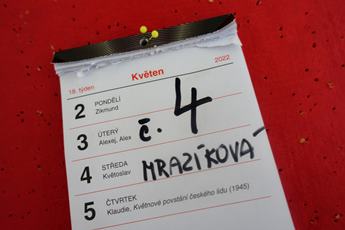 Květen
18. týden 2022
2 PONDĚLÍ
Zikmund
3 ÚTERÝ
Alexej, Alex
č. 4
4 STŘEDA
Květoslav
MRAZÍKOVÁ
5 ČTVRTEK
Klaudie, Květnové povstání českého lidu (1945)